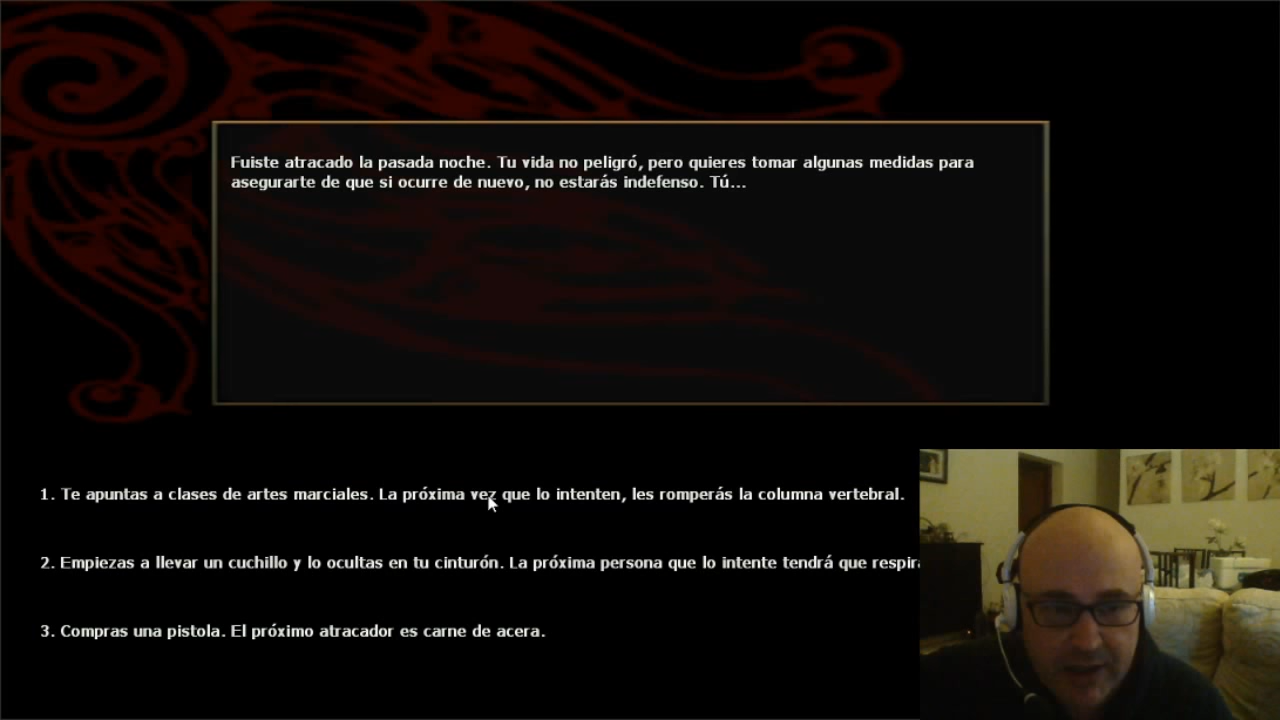 Fuiste atracado la pasada noche. Tu vida no peligró, pero quieres tomar algunas medidas para
asegurarte de que si ocurre de nuevo, no estarás indefenso. Tú...
1. Te apuntas a clases de artes marciales. La próxima vez que lo intenten, les romperás la columna vertebral.
2. Empiezas a llevar un cuchillo y lo ocultas en tu cinturón. La próxima persona que lo intente tendrá que
3. Compras una pistola. El próximo atracador es carne de acera.